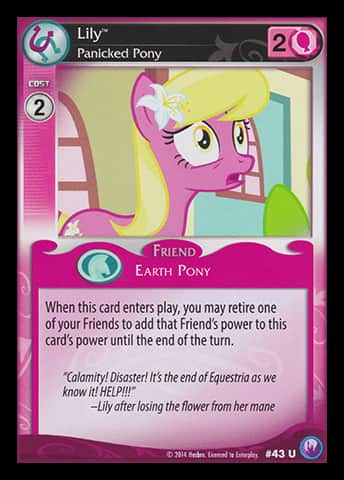 Lily™
Panicked Pony
2
COST
2
FRIEND
EARTH PONY
When this card enters play, you may retire one
of your Friends to add that Friend's power to this
card's power until the end of the turn.
"Calamity! Disaster! It's the end of Equestria as we
know it! HELP!!!"
–Lily after losing the flower from her mane
© 2014 Hasbro. Licensed to Enterplay.
#43 U